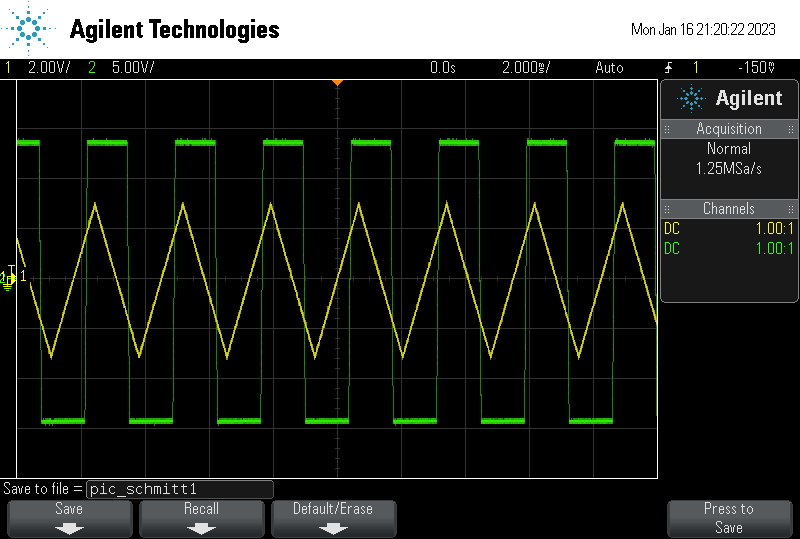 Agilent Technologies
Mon Jan 16 21:20:22 2023
1 2.00V/ 2 5.00V/ 0.0s 2.000ms/ Auto 1 -150mV
Agilent
Acquisition
Normal
1.25MSa/s
Channels
DC 1.00:1
DC 1.00:1
1
Save to file = pic_schmitt1
Save Recall Default/Erase Press to
Save